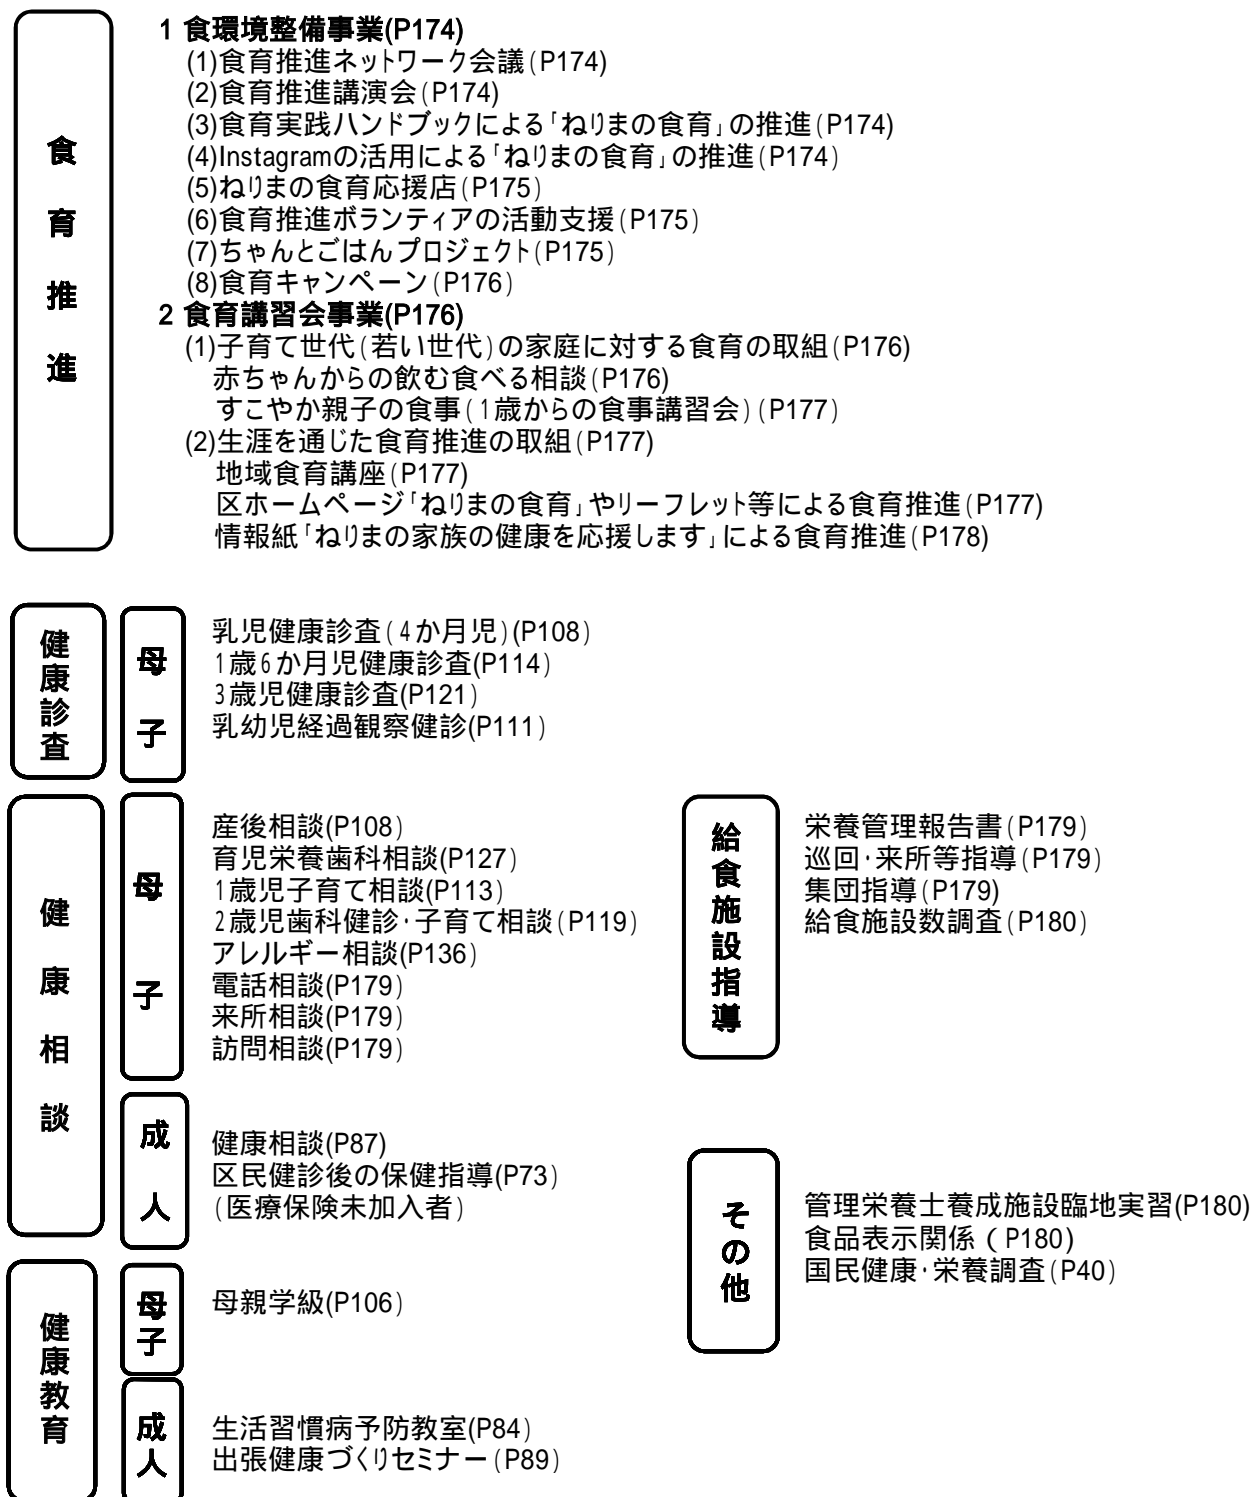 食育推進
1 食環境整備事業(P174)
(1)食育推進ネットワーク会議(P174)
(2)食育推進講演会(P174)
(3)食育実践ハンドブックによる「ねりまの食育」の推進(P174)
(4)Instagramの活用による「ねりまの食育」の推進(P174)
(5)ねりまの食育応援店(P175)
(6)食育推進ボランティアの活動支援(P175)
(7)ちゃんとごはんプロジェクト(P175)
(8)食育キャンペーン(P176)
2 食育講習会事業(P176)
(1)子育て世代(若い世代)の家庭に対する食育の取組(P176)
赤ちゃんからの飲む食べる相談(P176)
すこやか親子の食事(1歳からの食事講習会)(P177)
(2)生涯を通じた食育推進の取組(P177)
地域食育講座(P177)
区ホームページ「ねりまの食育」やリーフレット等による食育推進(P177)
情報紙「ねりまの家族の健康を応援します」による食育推進(P178)
健康診査
母子
乳児健康診査(4か月児)(P108)
1歳6か月児健康診査(P114)
3歳児健康診査(P121)
乳幼児経過観察健診(P111)
健康相談
母子
産後相談(P108)
育児栄養歯科相談(P127)
1歳児子育て相談(P113)
2歳児歯科健診・子育て相談(P119)
アレルギー相談(P136)
電話相談(P179)
来所相談(P179)
訪問相談(P179)
成人
健康相談(P87)
区民健診後の保健指導(P73)
(医療保険未加入者)
健康教育
母子
母親学級(P106)
成人
生活習慣病予防教室(P84)
出張健康づくりセミナー(P89)
給食施設指導
栄養管理報告書(P179)
巡回・来所等指導(P179)
集団指導(P179)
給食施設数調査(P180)
その他
管理栄養士養成施設臨地実習(P180)
食品表示関係(P180)
国民健康・栄養調査(P40)